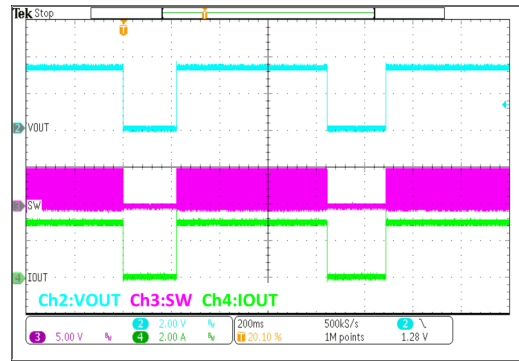 Tek Stop
T
T
2 VOUT
3 SW
4 IOUT
Ch2:VOUT Ch3:SW Ch4:IOUT
2 2.00 V 200ms 500kS/s 2
3 5.00 V 4 2.00 A T 20.10 % 1M points 1.28 V